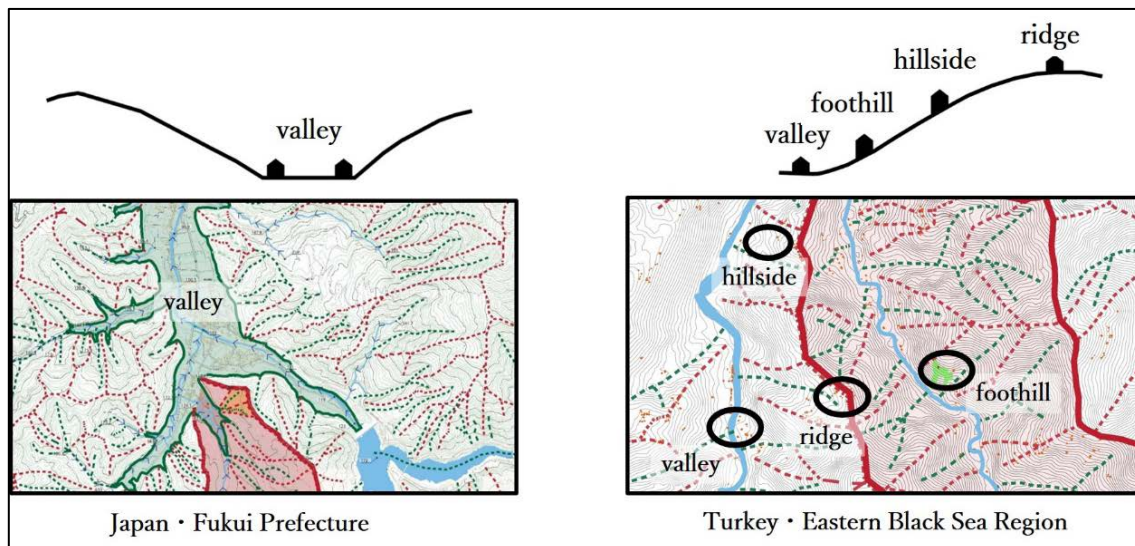 valley
ridge
hillside
foothill
valley
valley
hillside
foothill
ridge
valley
Japan・Fukui Prefecture
Turkey・Eastern Black Sea Region